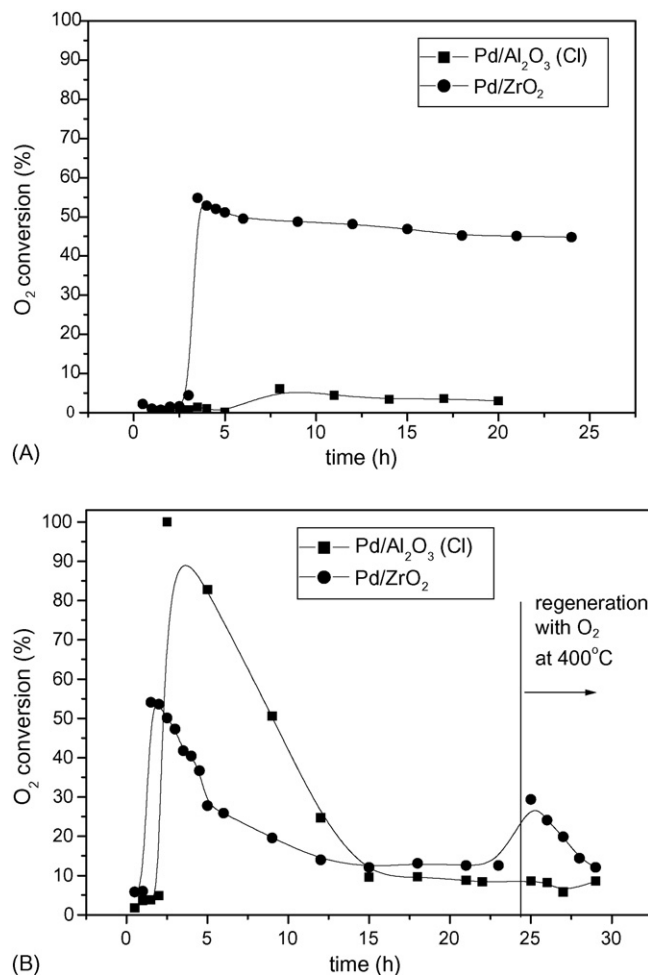 100
90
80
70
60
50
40
30
20
10
0
O₂ conversion (%)
Pd/Al₂O₃ (Cl)
Pd/ZrO₂
0 5 10 15 20 25
time (h)
(A)
100
90
80
70
60
50
40
30
20
10
0
O₂ conversion (%)
Pd/Al₂O₃ (Cl)
Pd/ZrO₂
regeneration
with O₂
at 400°C
0 5 10 15 20 25 30
time (h)
(B)